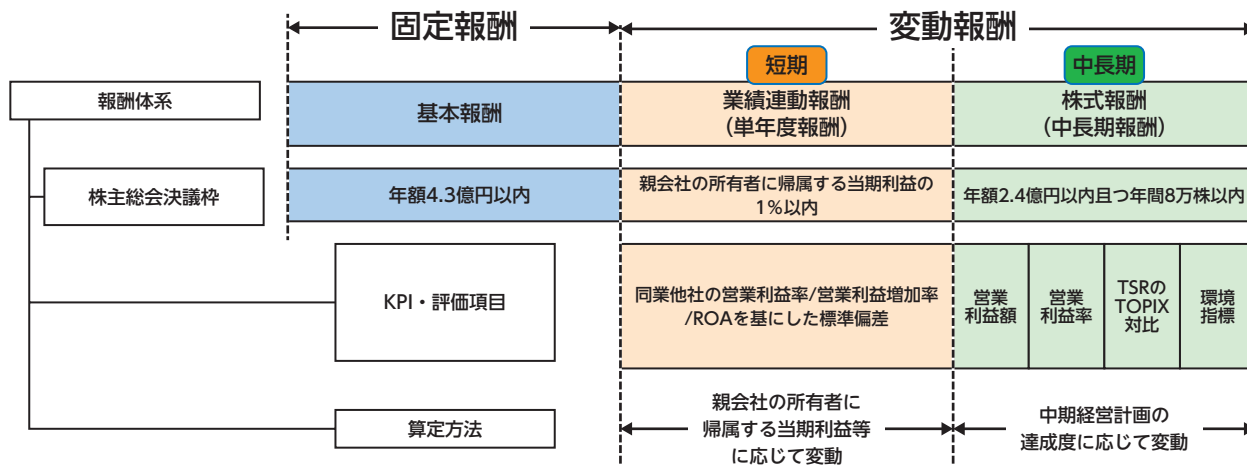 固定報酬
変動報酬
短期
中長期
報酬体系
基本報酬
業績連動報酬
(単年度報酬)
株式報酬
(中長期報酬)
株主総会決議枠
年額4.3億円以内
親会社の所有者に帰属する当期利益の
1%以内
年額2.4億円以内且つ年間8万株以内
KPI・評価項目
同業他社の営業利益率/営業利益増加率
/ROAを基にした標準偏差
営業
利益額
営業
利益率
TSRの
TOPIX
対比
環境
指標
算定方法
親会社の所有者に
帰属する当期利益等
に応じて変動
中期経営計画の
達成度に応じて変動